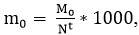 m₀ = M₀/Nᵗ * 1000,